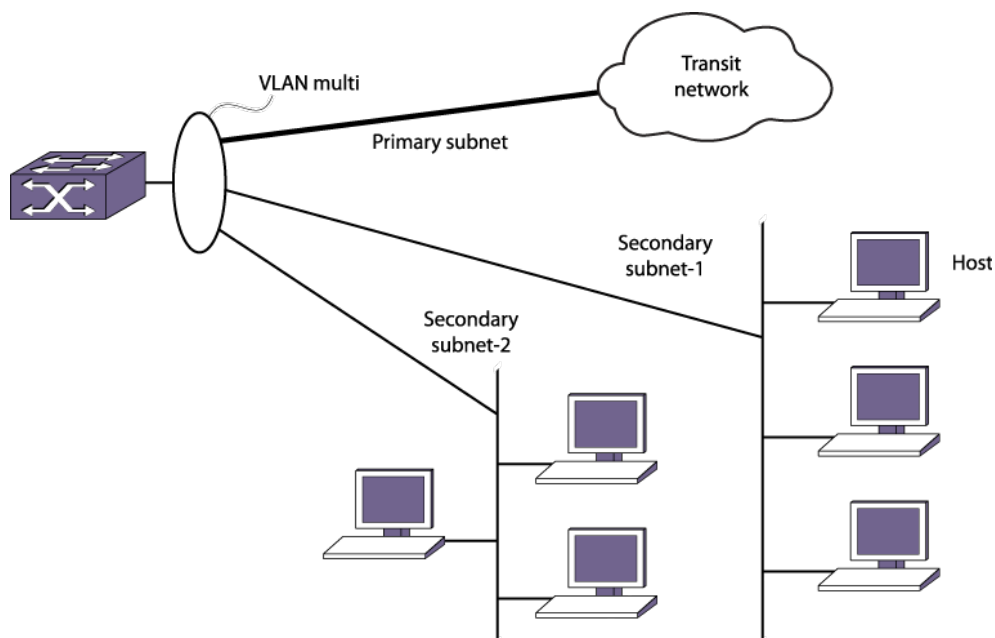 Transit
network
VLAN multi
Primary subnet
Secondary
subnet-1
Host
Secondary
subnet-2